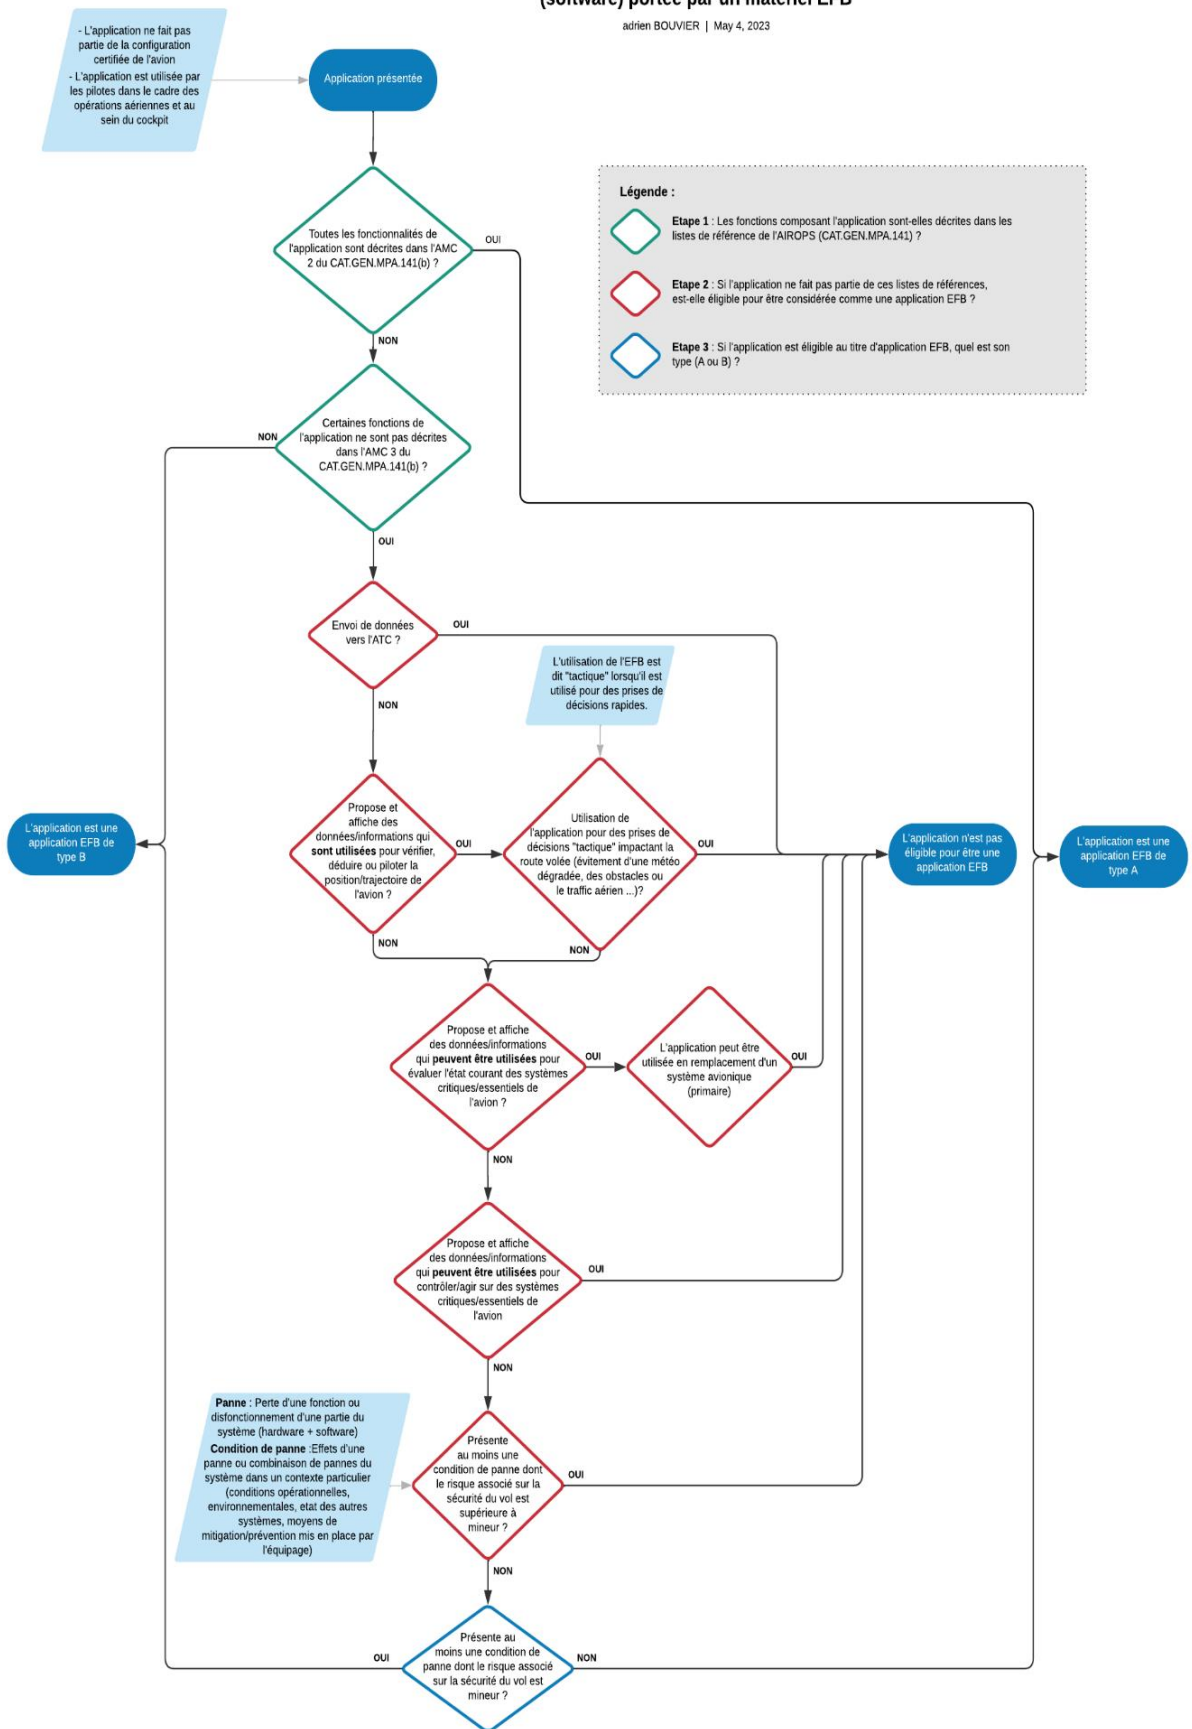 (software) portée par un matériel EFB
adrien BOUVIER | May 4, 2023
- L'application ne fait pas
partie de la configuration
certifiée de l'avion
- L'application est utilisée par
les pilotes dans le cadre des
opérations aériennes et au
sein du cockpit
Application présentée
Légende :
Etape 1 : Les fonctions composant l'application sont-elles décrites dans les
listes de référence de l'AIROPS (CAT.GEN.MPA.141) ?
Etape 2 : Si l'application ne fait pas partie de ces listes de références,
est-elle éligible pour être considérée comme une application EFB ?
Etape 3 : Si l'application est éligible au titre d'application EFB, quel est son
type (A ou B) ?
Toutes les fonctionnalités de
l'application sont décrites dans l'AMC
2 du CAT.GEN.MPA.141(b) ?
OUI
NON
Certaines fonctions de
l'application ne sont pas décrites
dans l'AMC 3 du
CAT.GEN.MPA.141(b) ?
NON
OUI
Envoi de données
vers l'ATC ?
OUI
NON
L'utilisation de l'EFB est
dit "tactique" lorsqu'il est
utilisé pour des prises de
décisions rapides.
Propose et
affiche des
données/informations qui
sont utilisées pour vérifier,
déduire ou piloter la
position/trajectoire de
l'avion ?
OUI
NON
Utilisation de
l'application pour des prises de
décisions "tactique" impactant la
route volée (évitement d'une météo
dégradée, des obstacles ou
le traffic aérien ...)?
OUI
NON
L'application est une
application EFB de
type B
L'application n'est pas
éligible pour être une
application EFB
L'application est une
application EFB de
type A
Propose et affiche
des données/informations
qui peuvent être utilisées pour
évaluer l'état courant des systèmes
critiques/essentiels de
l'avion ?
OUI
NON
L'application peut être
utilisée en remplacement d'un
système avionique
(primaire)
OUI
Propose et affiche
des données/informations
qui peuvent être utilisées pour
contrôler/agir sur des systèmes
critiques/essentiels de
l'avion
OUI
NON
Panne : Perte d'une fonction ou
disfonctionnement d'une partie du
système (hardware + software)
Condition de panne :Effets d'une
panne ou combinaison de pannes du
système dans un contexte particulier
(conditions opérationnelles,
environnementales, etat des autres
systèmes, moyens de
mitigation/prévention mis en place par
l'équipage)
Présente
au moins une
condition de panne dont
le risque associé sur la
sécurité du vol est
supérieure à
mineur ?
OUI
NON
Présente au
moins une condition de
panne dont le risque associé
sur la sécurité du vol est
mineur ?
OUI
NON